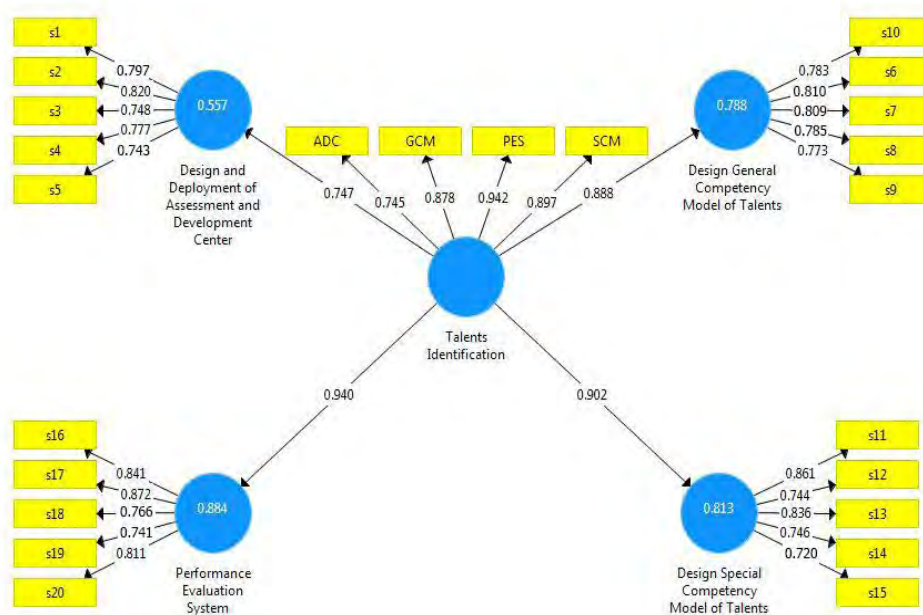 s1
s2
s3
s4
s5
0.797
0.820
0.748
0.777
0.743
0.557
Design and
Deployment of
Assessment and
Development
Center
ADC
GCM
PES
SCM
0.747
0.745
0.878
0.942
0.897
0.888
Talents
Identification
0.788
Design General
Competency
Model of Talents
0.783
0.810
0.809
0.785
0.773
s10
s6
s7
s8
s9
0.940
0.902
s16
s17
s18
s19
s20
0.841
0.872
0.766
0.741
0.811
0.884
Performance
Evaluation
System
0.813
Design Special
Competency
Model of Talents
0.861
0.744
0.836
0.746
0.720
s11
s12
s13
s14
s15